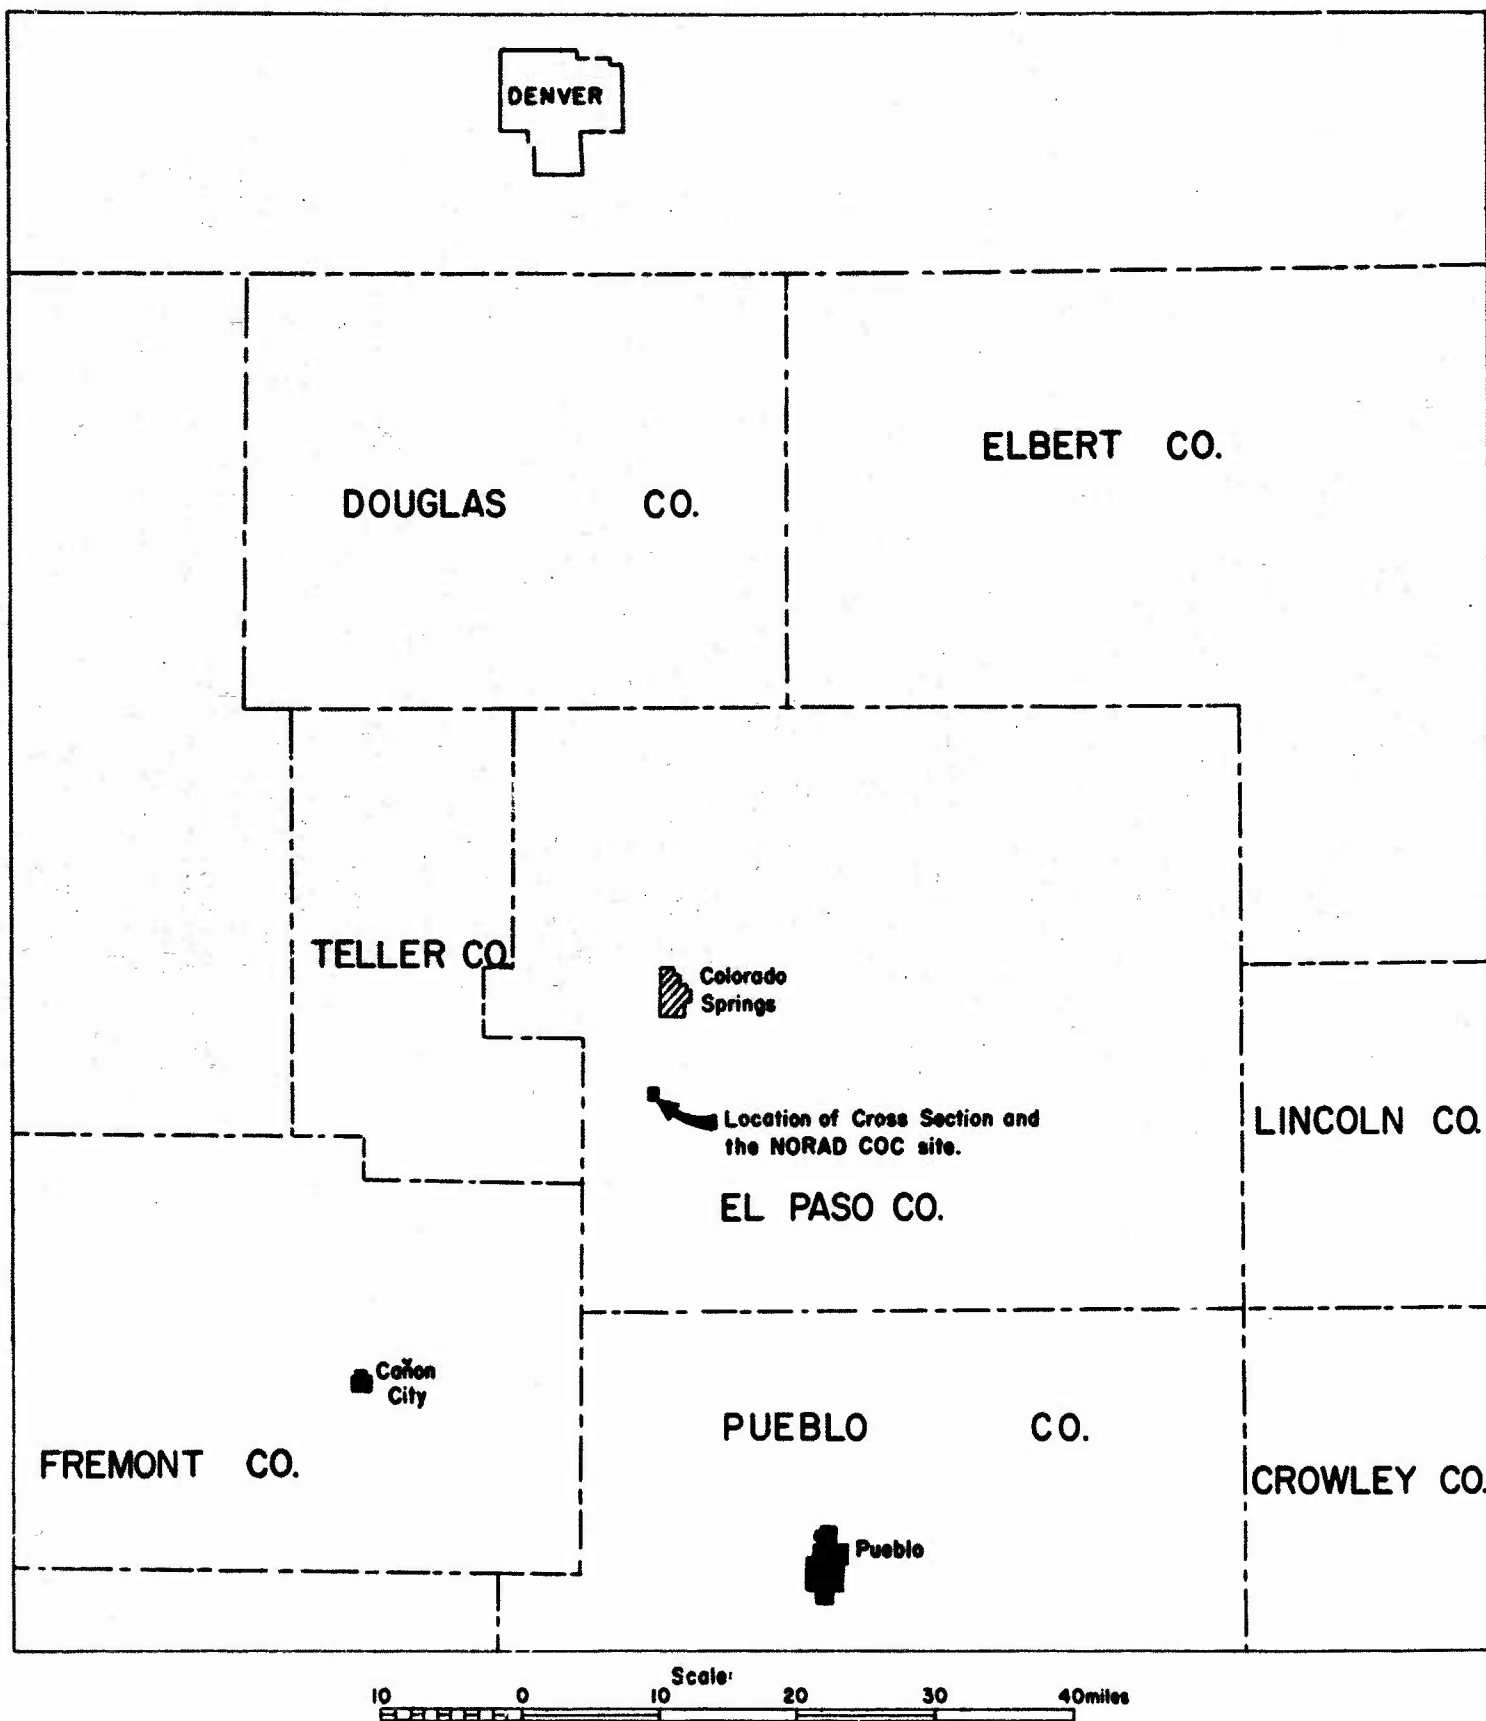 DENVER
ELBERT CO.
DOUGLAS CO.
TELLER CO.
Colorado
Springs
Location of Cross Section and
the NORAD COC site.
LINCOLN CO.
EL PASO CO.
Cañon
City
PUEBLO CO.
FREMONT CO.
CROWLEY CO.
Pueblo
Scale:
10 0 10 20 30 40 miles